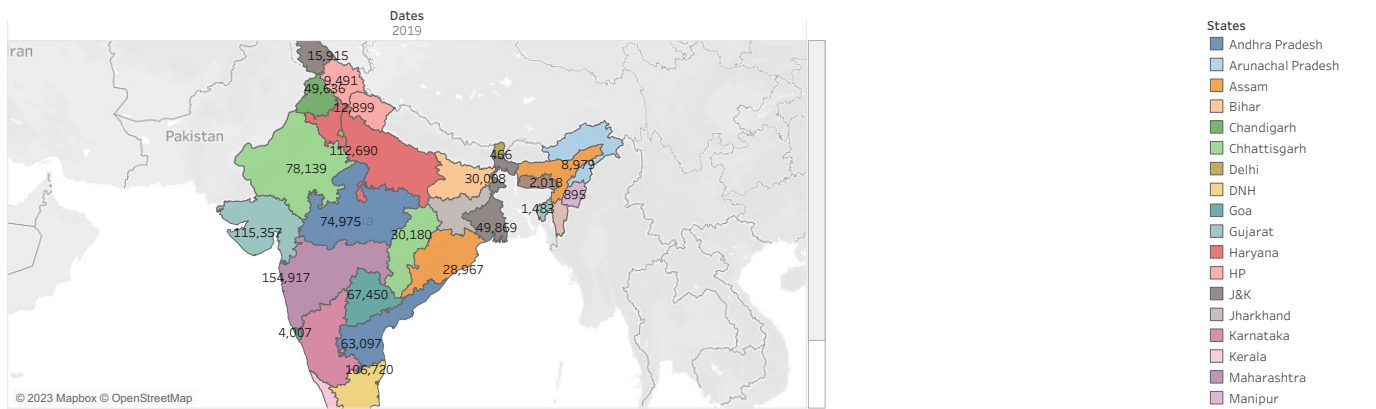 Dates
2019
ran
Pakistan
15,915
9,491
49,636
12,899
112,690
78,139
466
8,979
30,008
2,018
895
1,483
115,357
74,975
ia
30,180
49,869
28,967
154,917
67,450
4,007
63,097
106,720
© 2023 Mapbox © OpenStreetMap
States
Andhra Pradesh
Arunachal Pradesh
Assam
Bihar
Chandigarh
Chhattisgarh
Delhi
DNH
Goa
Gujarat
Haryana
HP
J&K
Jharkhand
Karnataka
Kerala
Maharashtra
Manipur